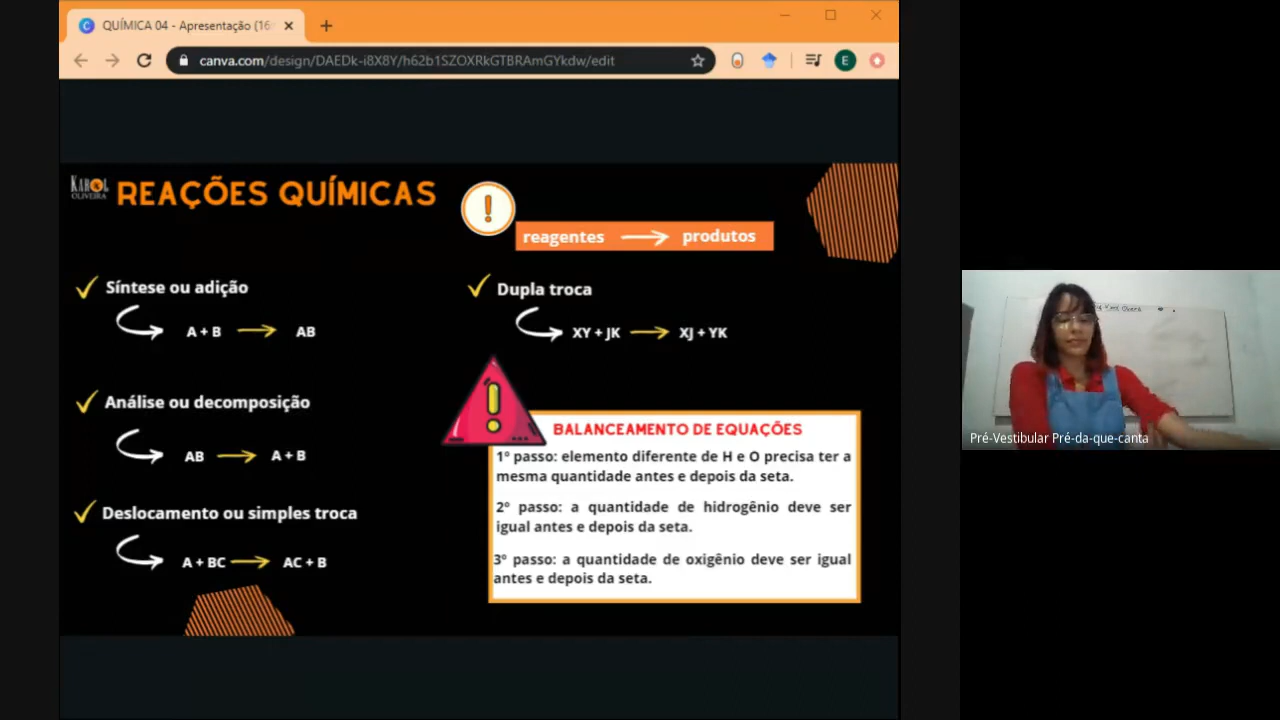 QUÍMICA 04 - Apresentação (16
canva.com/design/DAEDk-i8X8Y/h62b1SZOXRkGTBRAmGYkdw/edit
E
KAROL
OLIVEIRA
REAÇÕES QUÍMICAS
!
reagentes → produtos
Síntese ou adição
A + B → AB
Análise ou decomposição
AB → A + B
Deslocamento ou simples troca
A + BC → AC + B
Dupla troca
XY + JK → XJ + YK
!
BALANCEAMENTO DE EQUAÇÕES
1º passo: elemento diferente de H e O precisa ter a
mesma quantidade antes e depois da seta.
2º passo: a quantidade de hidrogênio deve ser
igual antes e depois da seta.
3º passo: a quantidade de oxigênio deve ser igual
antes e depois da seta.
Pré-Vestibular Pré-da-que-canta